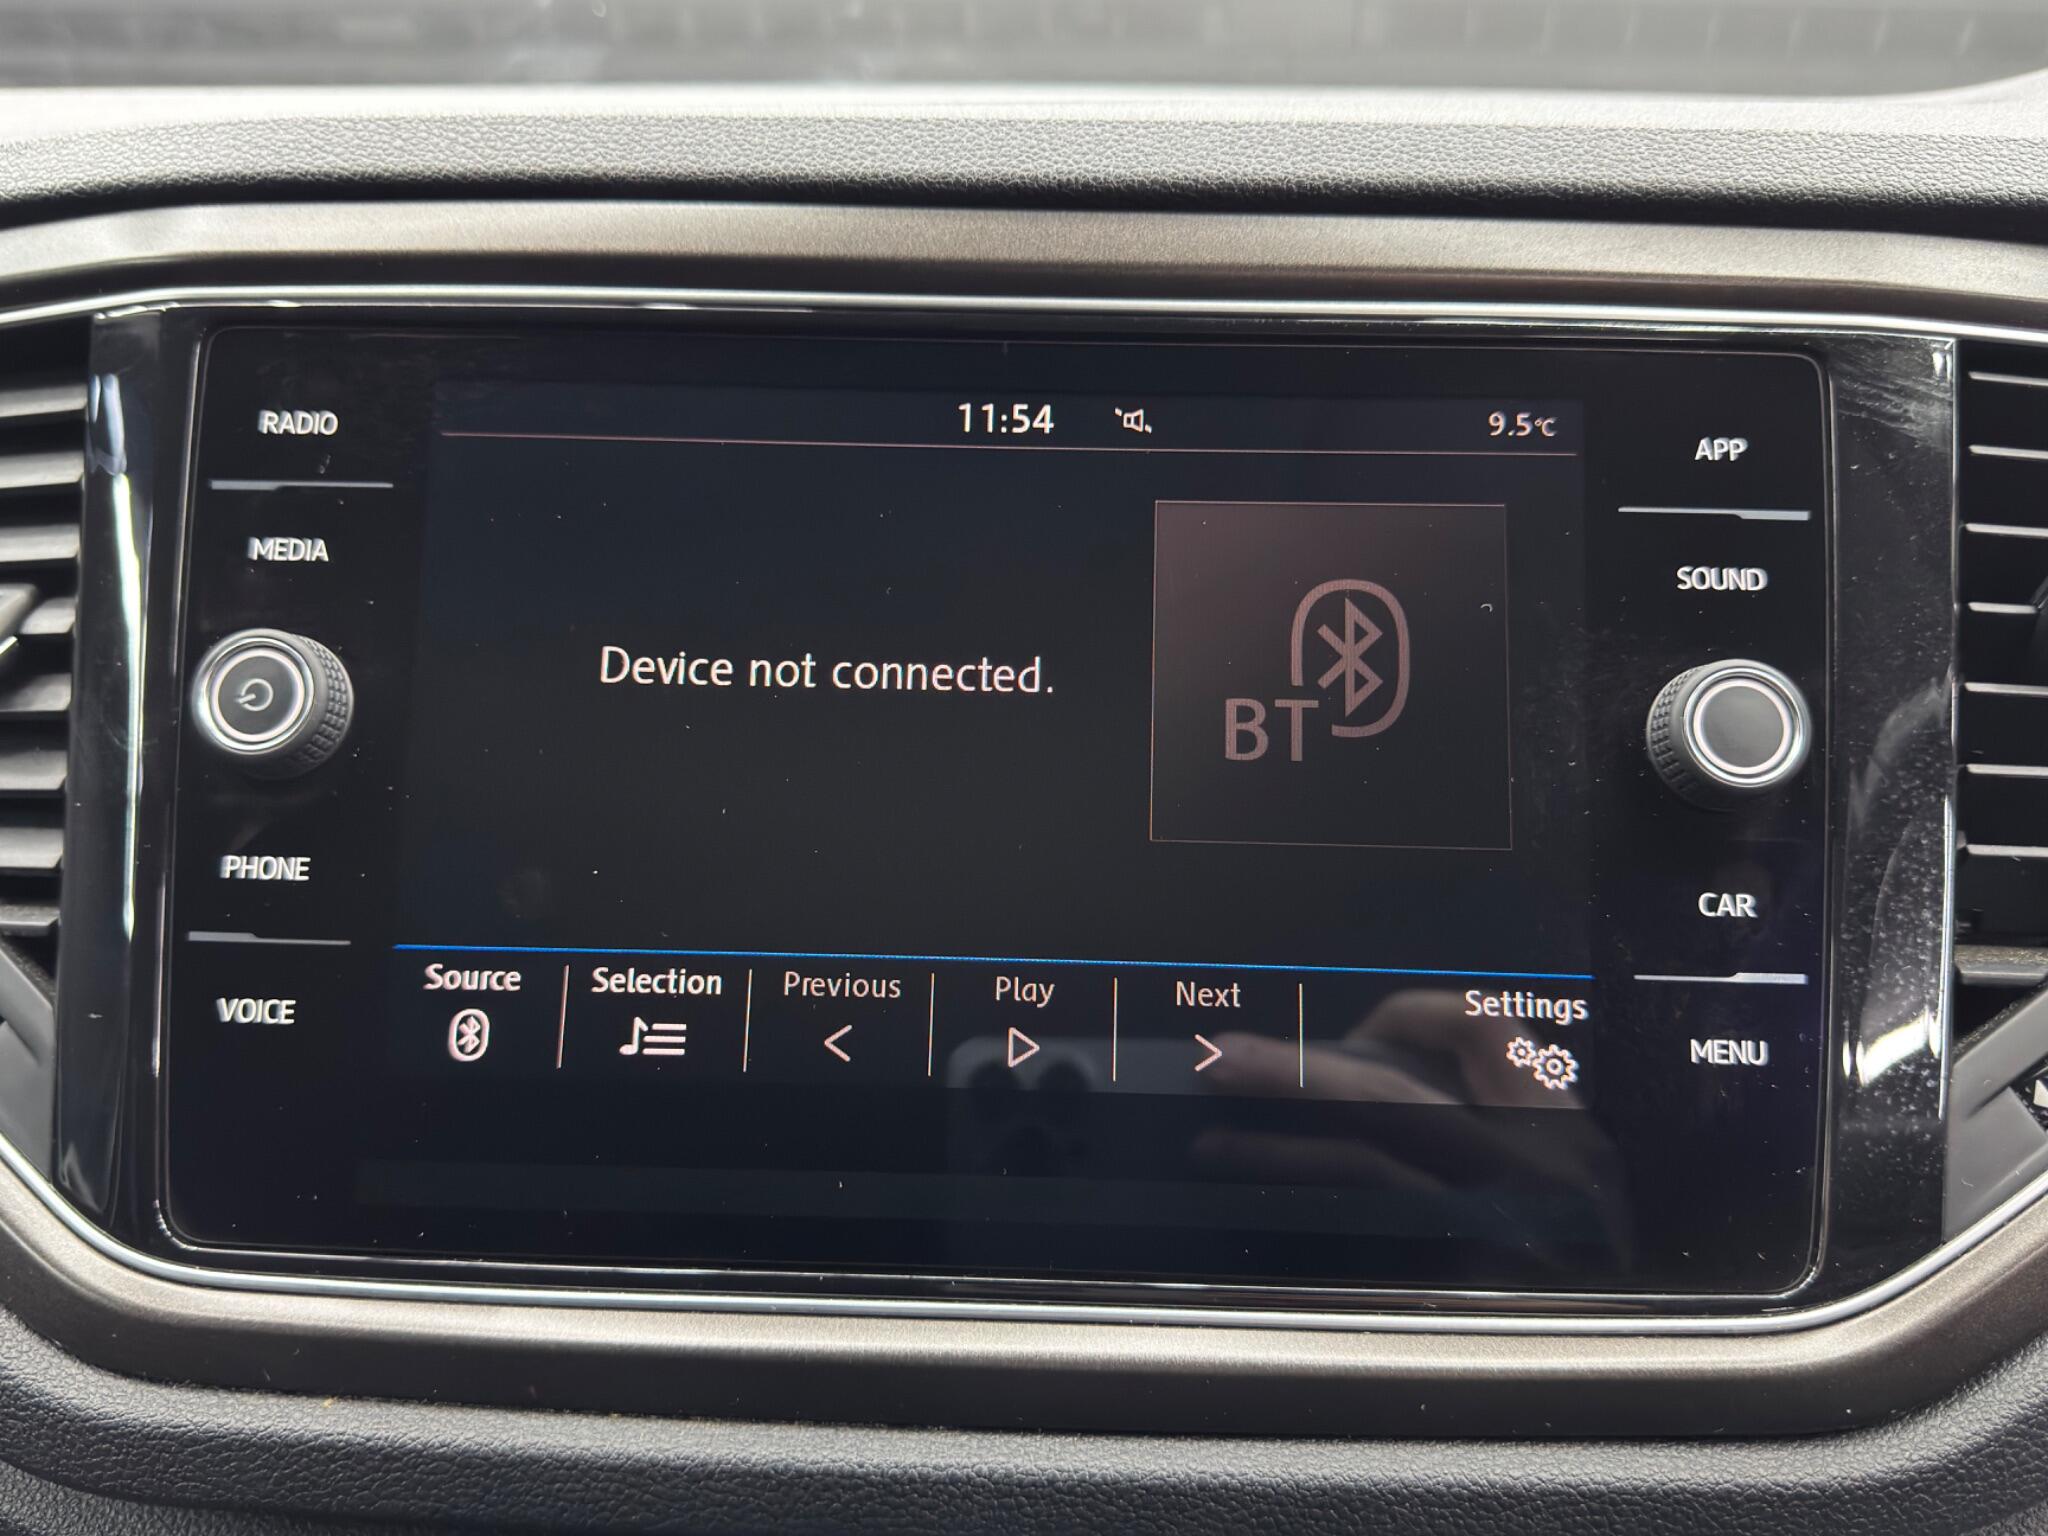 RADIO
MEDIA
PHONE
VOICE
11:54
9.5°C
Device not connected.
BT
Source
Selection
Previous
Play
Next
Settings
APP
SOUND
CAR
MENU